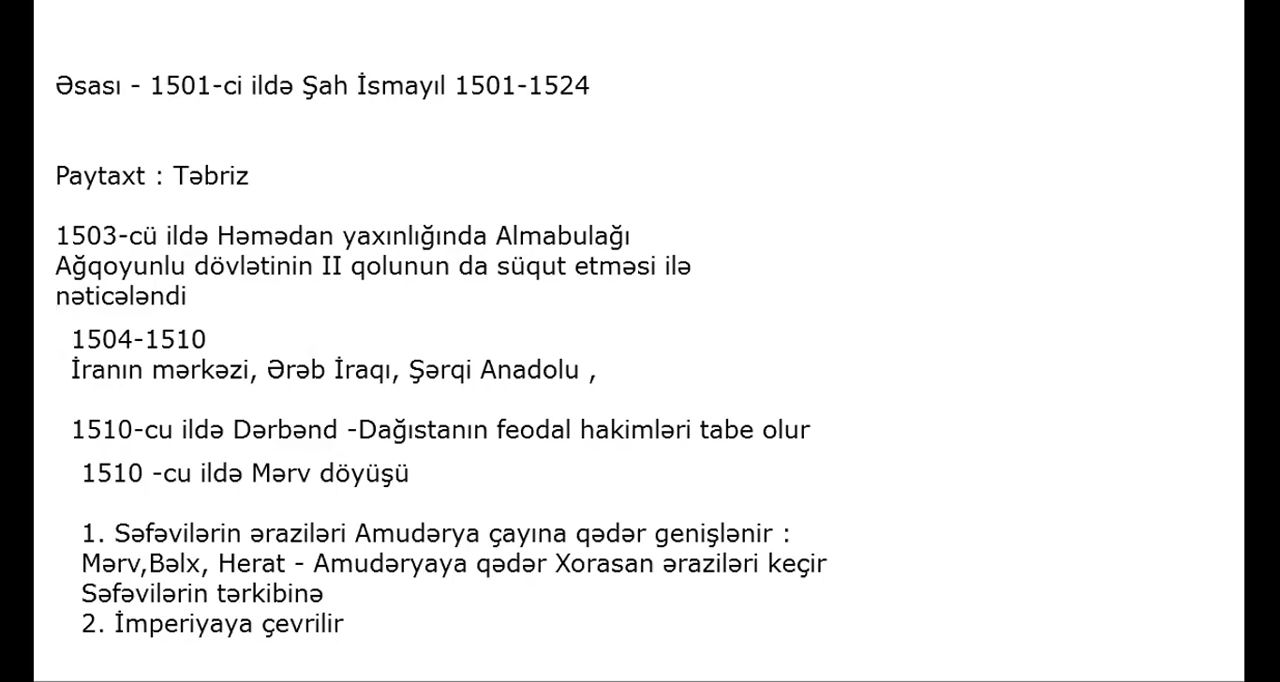 Əsası - 1501-ci ildə Şah İsmayıl 1501-1524
Paytaxt : Təbriz
1503-cü ildə Həmədan yaxınlığında Almabulağı
Ağqoyunlu dövlətinin II qolunun da süqut etməsi ilə
nəticələndi
1504-1510
İranın mərkəzi, Ərəb İraqı, Şərqi Anadolu ,
1510-cu ildə Dərbənd -Dağıstanın feodal hakimləri tabe olur
1510 -cu ildə Mərv döyüşü
1. Səfəvilərin əraziləri Amudərya çayına qədər genişlənir :
Mərv,Bəlx, Herat - Amudəryaya qədər Xorasan əraziləri keçir
Səfəvilərin tərkibinə
2. İmperiyaya çevrilir